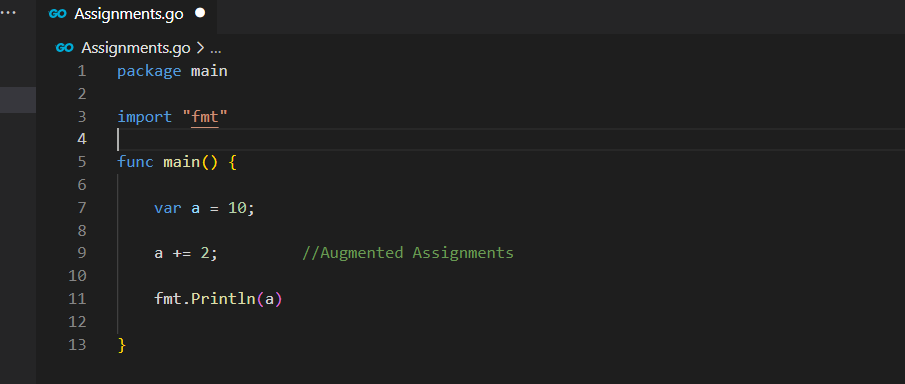 ... GO Assignments.go
GO Assignments.go > ...
1 package main
2
3 import "fmt"
4
5 func main() {
6
7 var a = 10;
8
9 a += 2; //Augmented Assignments
10
11 fmt.Println(a)
12
13 }